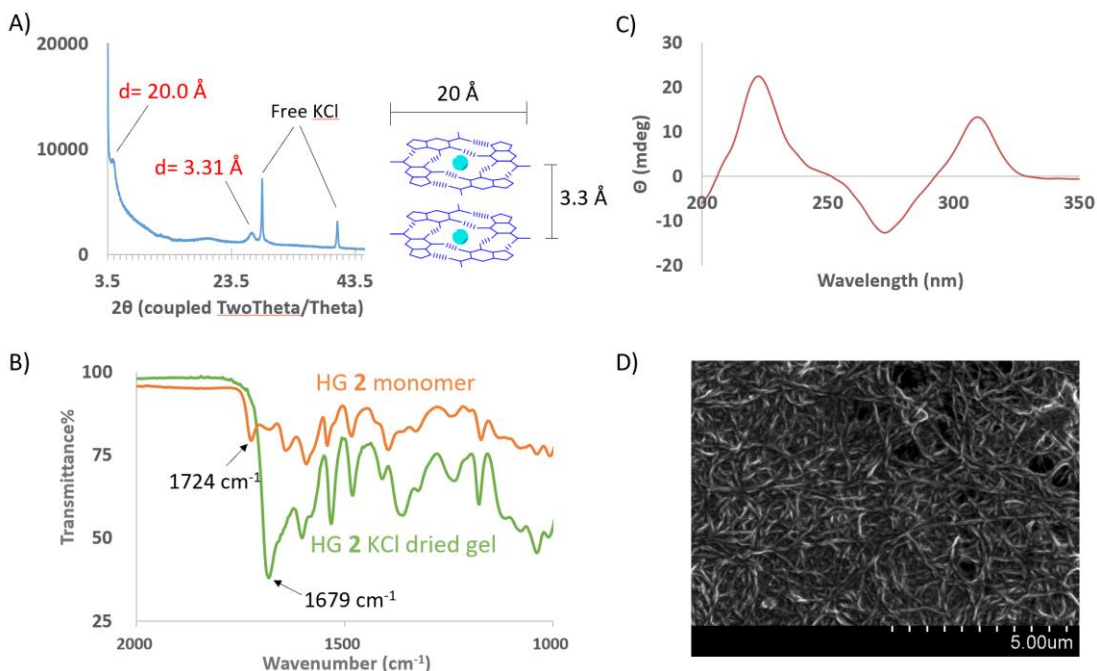 A)
20000
10000
0
3.5
23.5
43.5
2θ (coupled TwoTheta/Theta)
d= 20.0 Å
d= 3.31 Å
Free KCl
20 Å
3.3 Å
B)
100
75
50
25
2000
1500
1000
Transmittance%
Wavenumber (cm-1)
HG 2 monomer
1724 cm-1
HG 2 KCl dried gel
1679 cm-1
C)
30
20
10
0
-10
-20
200
250
300
350
Θ (mdeg)
Wavelength (nm)
D)
5.00um